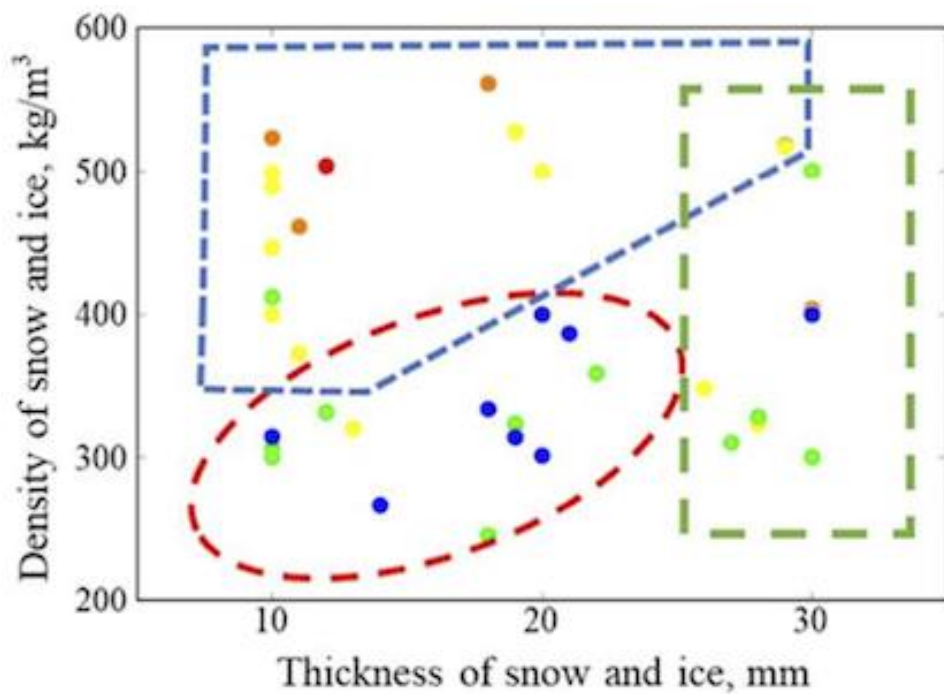 600
500
400
300
200
10 20 30
Density of snow and ice, kg/m³
Thickness of snow and ice, mm